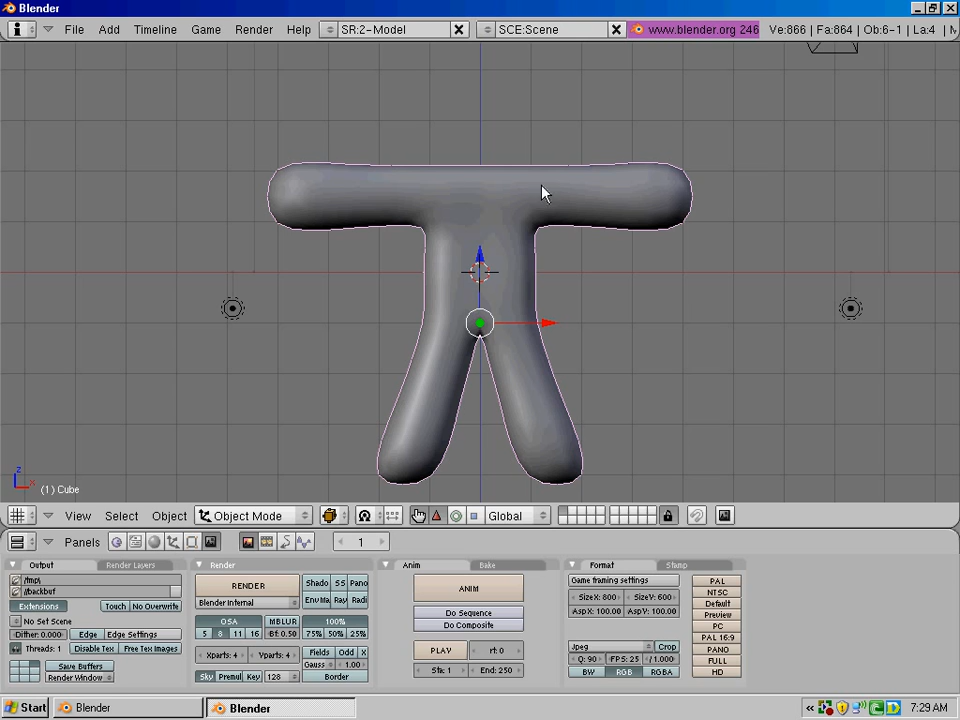 Blender
File Add Timeline Game Render Help SR:2-Model SCE:Scene www.blender.org 246 Ve:866 | Fa:864 | Ob:6-1 | La:4 |
z
x
(1) Cube
View Select Object Object Mode Global
Panels 1
Output Render Layers Render Anim Bake Format Stamp
/tmp\
//backbuf
Extensions Touch No Overwrite
No Set Scene
Dither: 0.000 Edge Edge Settings
Threads: 1 Disable Tex Free Tex Images
Save Buffers
Render Window
RENDER
Blender Internal
Shado SS Pano
EnvMa Ray Radi
OSA MBLUR 100%
5 8 11 16 Bf: 0.50 75% 50% 25%
Xparts: 4 Yparts: 4 Fields Odd X
Gauss 1.00
Sky Premul Key 128 Border
ANIM
Do Sequence
Do Composite
PLAY rt: 0
Sta: 1 End: 250
Game framing settings
SizeX: 800 SizeY: 600
AspX: 100.00 AspY: 100.00
Jpeg Crop
Q: 90 FPS: 25 / 1.000
BW RGB RGBA
PAL
NTSC
Default
Preview
PC
PAL 16:9
PANO
FULL
HD
Start Blender Blender « 7:29 AM